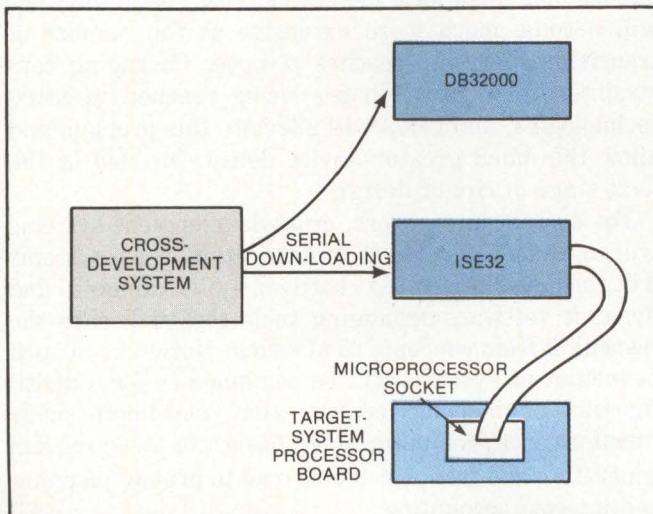 DB32000
CROSS-
DEVELOPMENT
SYSTEM
SERIAL
DOWN-LOADING
ISE32
MICROPROCESSOR
SOCKET
TARGET-
SYSTEM
PROCESSOR
BOARD